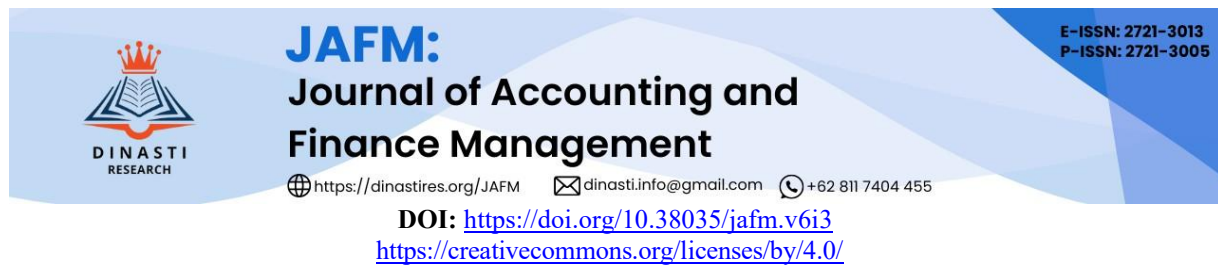 E-ISSN: 2721-3013
P-ISSN: 2721-3005
JAFM:
Journal of Accounting and
Finance Management
DINASTI
RESEARCH
https://dinastires.org/JAFM dinasti.info@gmail.com +62 811 7404 455
DOI: https://doi.org/10.38035/jafm.v6i3
https://creativecommons.org/licenses/by/4.0/